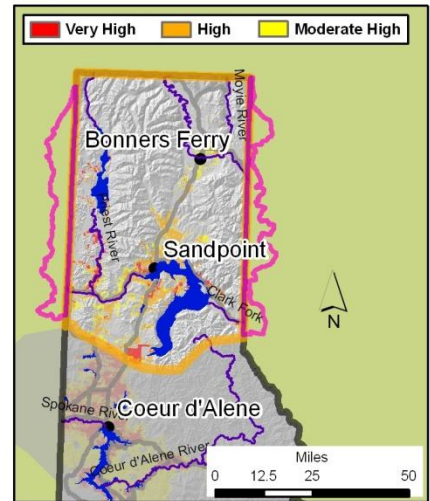 Very High High Moderate High
Moyie River
Bonners Ferry
Priest River
Sandpoint
Clark Fork
N
Coeur d'Alene
Spokane River
Coeur d'Alene River
Miles
0 12.5 25 50